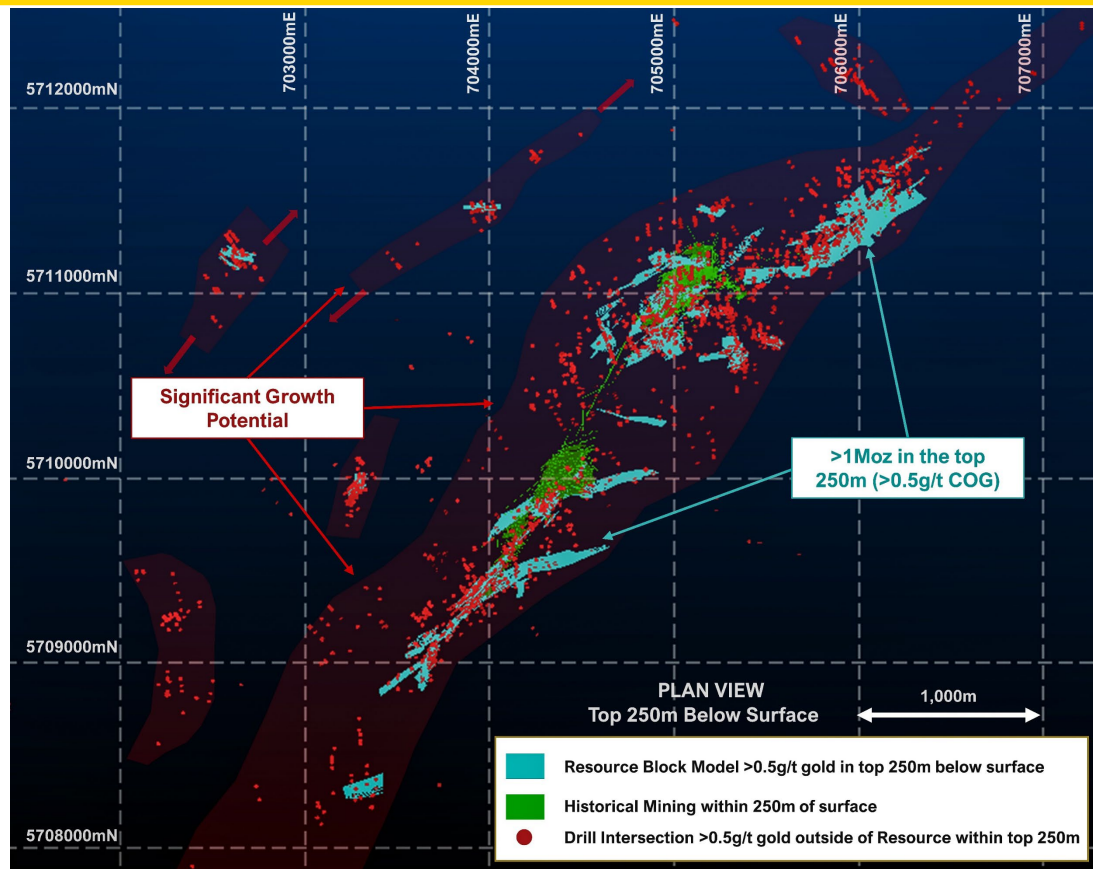 703000mE
704000mE
705000mE
706000mE
707000mE
5712000mN
5711000mN
Significant Growth
Potential
5710000mN
>1Moz in the top
250m (>0.5g/t COG)
5709000mN
PLAN VIEW
Top 250m Below Surface
1,000m
Resource Block Model >0.5g/t gold in top 250m below surface
Historical Mining within 250m of surface
Drill Intersection >0.5g/t gold outside of Resource within top 250m
5708000mN